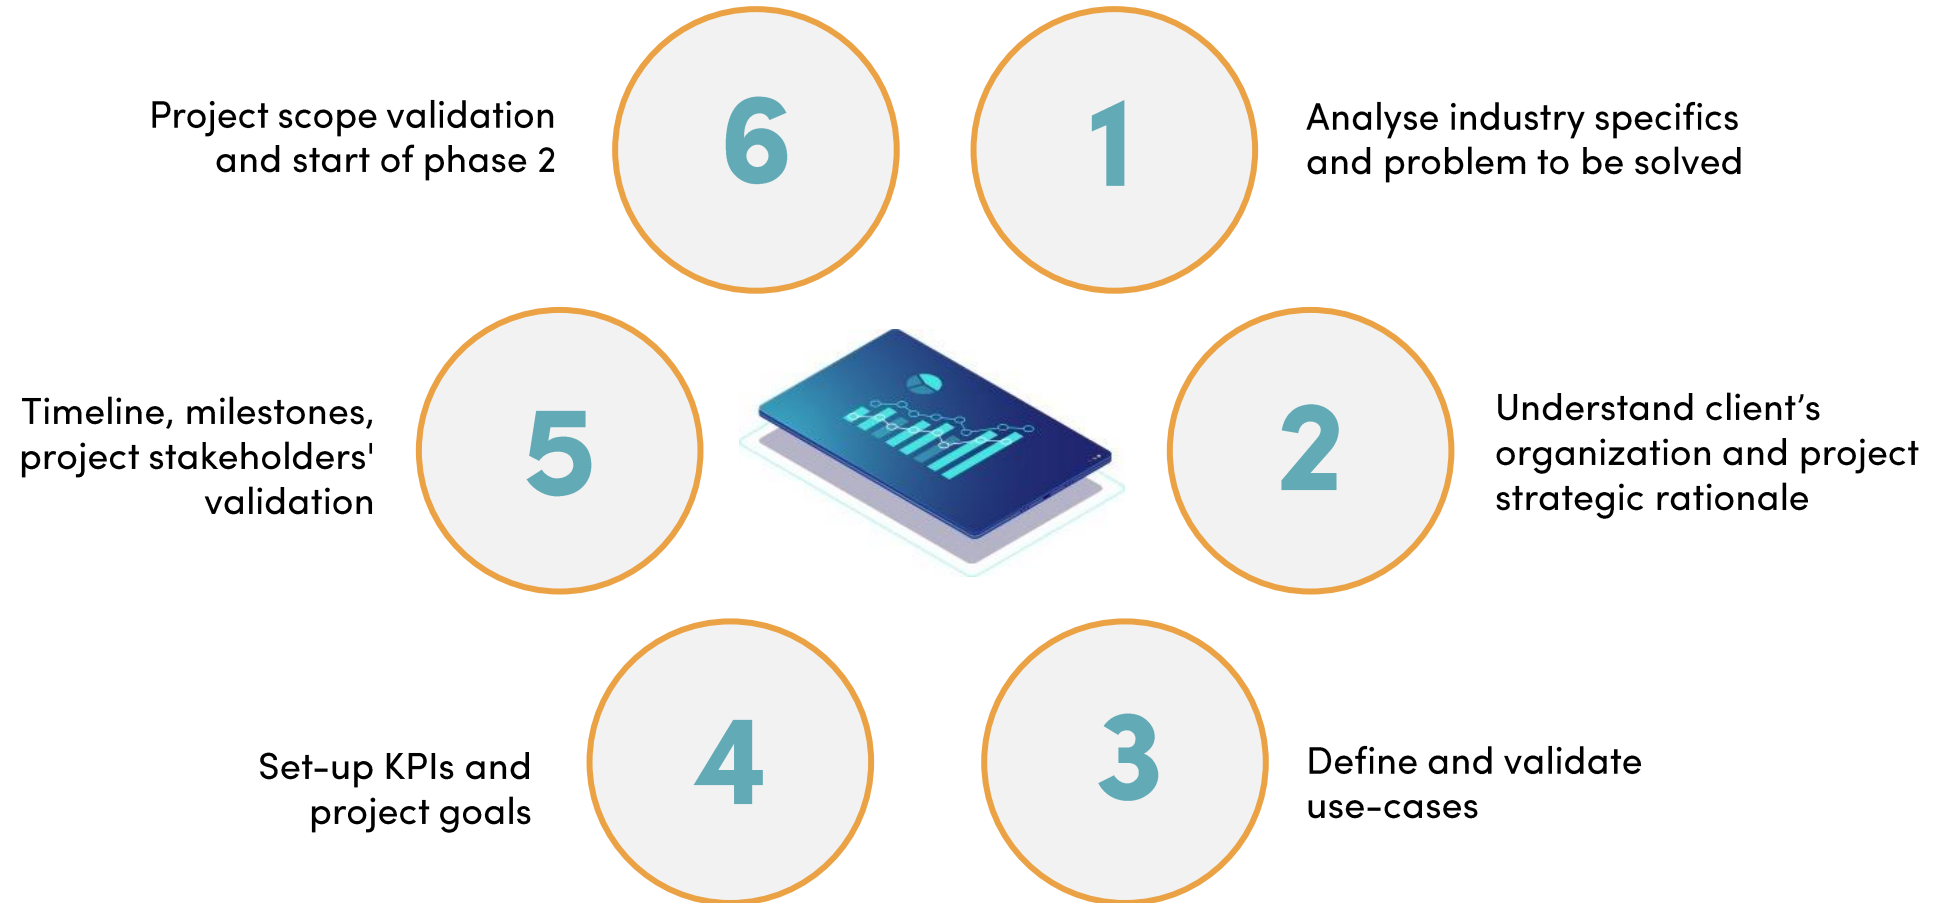 1
Analyse industry specifics
and problem to be solved
2
Understand client’s
organization and project
strategic rationale
3
Define and validate
use-cases
4
Set-up KPIs and
project goals
5
Timeline, milestones,
project stakeholders'
validation
6
Project scope validation
and start of phase 2